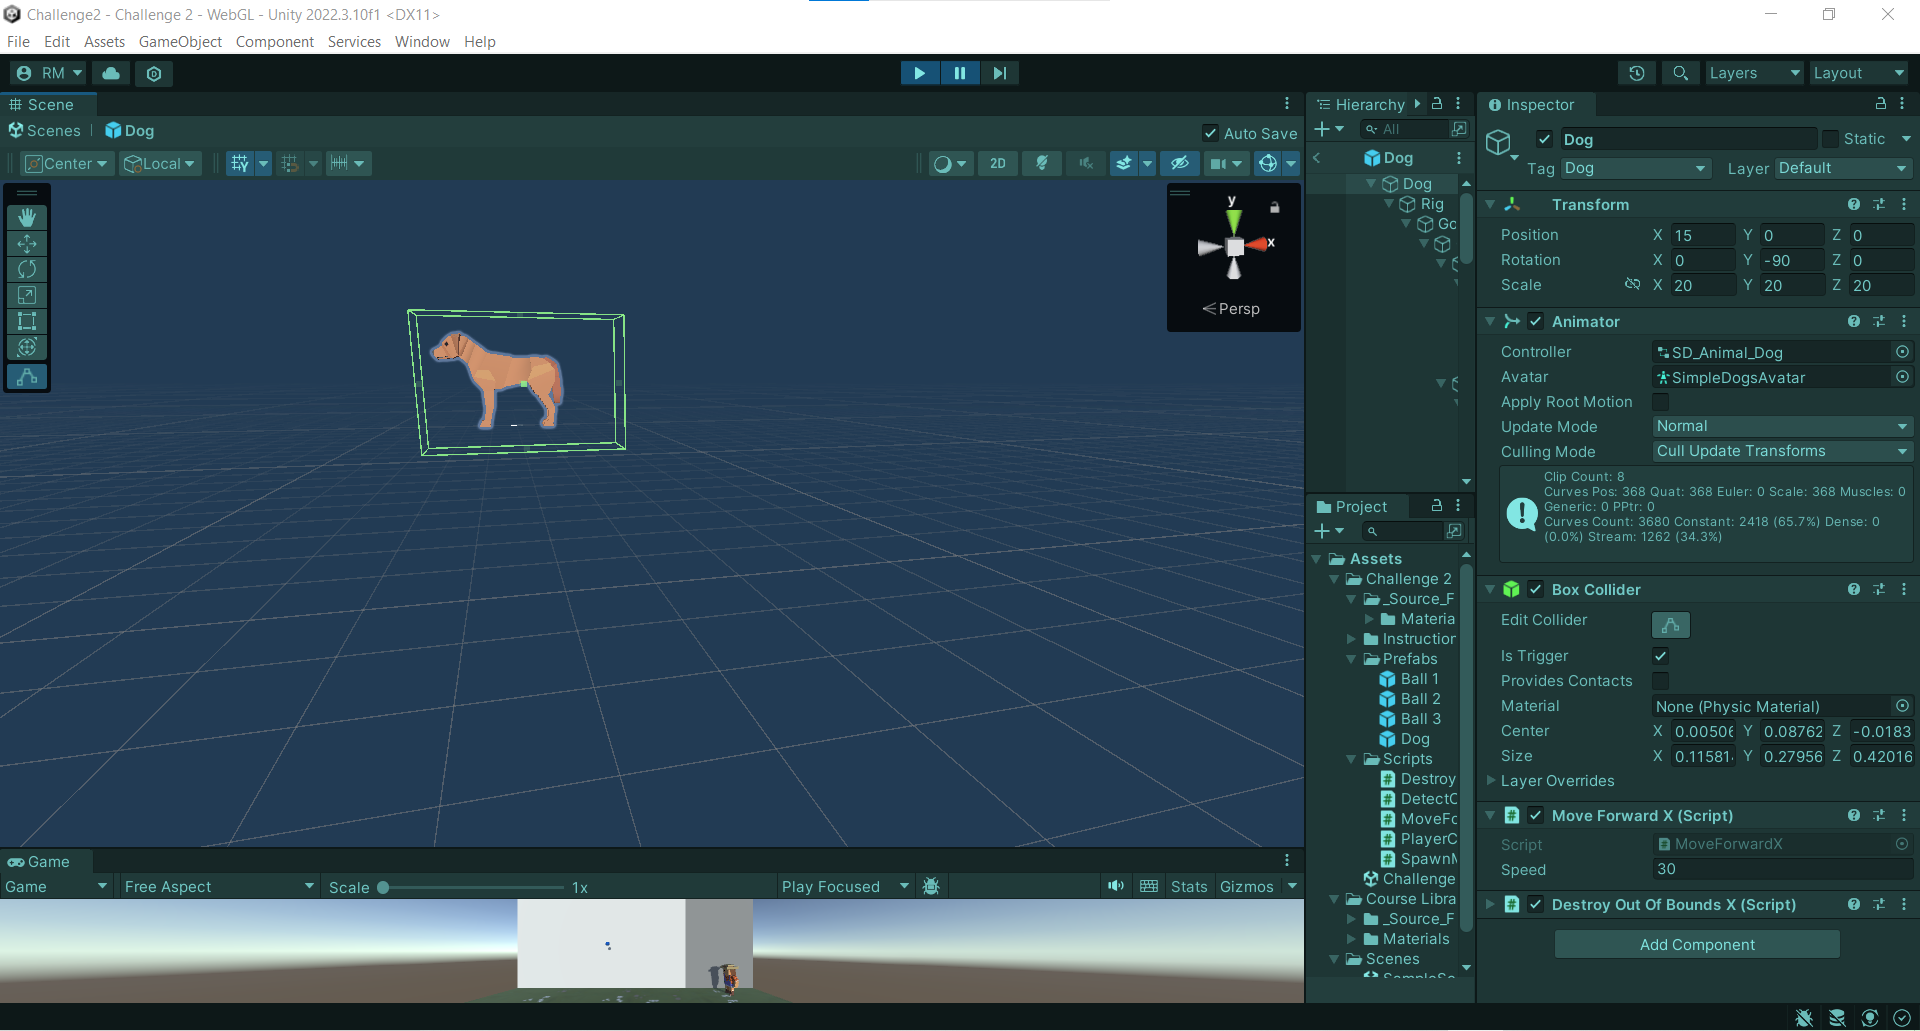 Challenge2 - Challenge 2 - WebGL - Unity 2022.3.10f1 <DX11>
File Edit Assets GameObject Component Services Window Help
RM
Layers Layout
Scene
Scenes | Dog
Auto Save
Center Local 2D
y
x
Persp
Hierarchy
All
Dog
Dog
Rig
Go
Project
Assets
Challenge 2
_Source_F
Materia
Instruction
Prefabs
Ball 1
Ball 2
Ball 3
Dog
Scripts
Destroy
DetectC
MoveFo
PlayerC
SpawnM
Challenge
Course Libra
_Source_F
Materials
Scenes
Inspector
Dog Static
Tag Dog Layer Default
Transform
Position X 15 Y 0 Z 0
Rotation X 0 Y -90 Z 0
Scale X 20 Y 20 Z 20
Animator
Controller SD_Animal_Dog
Avatar SimpleDogsAvatar
Apply Root Motion
Update Mode Normal
Culling Mode Cull Update Transforms
Clip Count: 8
Curves Pos: 368 Quat: 368 Euler: 0 Scale: 368 Muscles: 0
Generic: 0 PPtr: 0
Curves Count: 3680 Constant: 2418 (65.7%) Dense: 0
(0.0%) Stream: 1262 (34.3%)
Box Collider
Edit Collider
Is Trigger
Provides Contacts
Material None (Physic Material)
Center X 0.00506 Y 0.08762 Z -0.0183
Size X 0.11581 Y 0.27956 Z 0.42016
Layer Overrides
Move Forward X (Script)
Script MoveForwardX
Speed 30
Destroy Out Of Bounds X (Script)
Add Component
Game
Game Free Aspect Scale 1x Play Focused Stats Gizmos